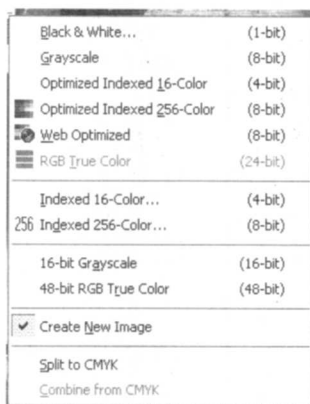 Black & White... (1-bit)
Grayscale (8-bit)
Optimized Indexed 16-Color (4-bit)
Optimized Indexed 256-Color (8-bit)
Web Optimized (8-bit)
RGB True Color (24-bit)
Indexed 16-Color... (4-bit)
256 Indexed 256-Color... (8-bit)
16-bit Grayscale (16-bit)
48-bit RGB True Color (48-bit)
Create New Image
Split to CMYK
Combine from CMYK